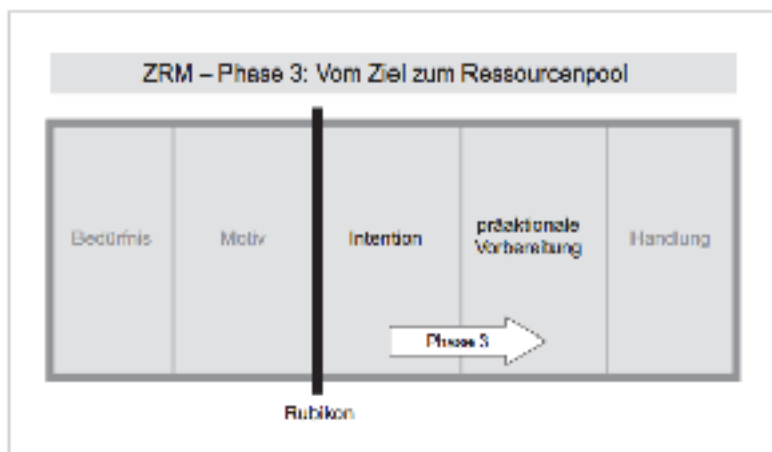 ZRM – Phase 3: Vom Ziel zum Ressourcenpool
Bedürfnis
Motiv
Intention
präaktionale
Vorbereitung
Handlung
Phase 3
Rubikon